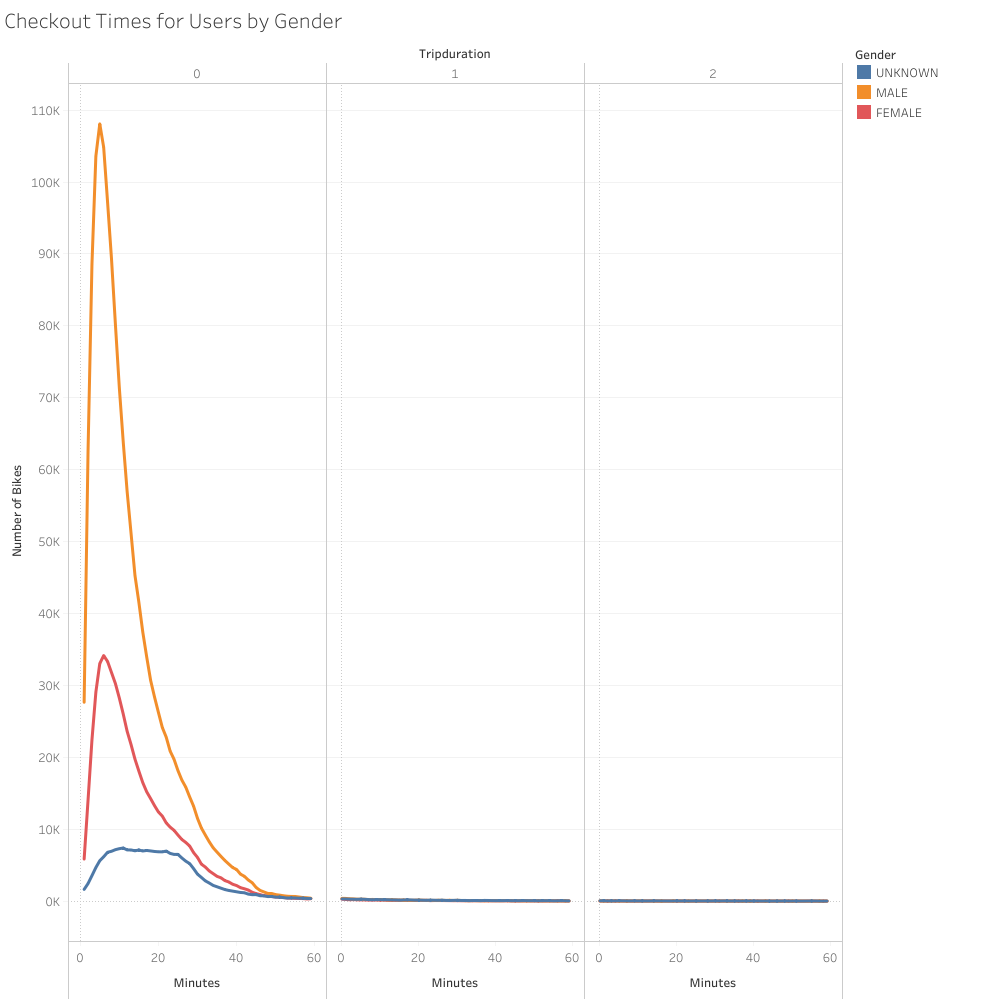 Checkout Times for Users by Gender
Tripduration
0 1 2
Gender
UNKNOWN
MALE
FEMALE
110K
100K
90K
80K
70K
60K
50K
40K
30K
20K
10K
0K
Number of Bikes
0 20 40 60 0 20 40 60 0 20 40 60
Minutes Minutes Minutes